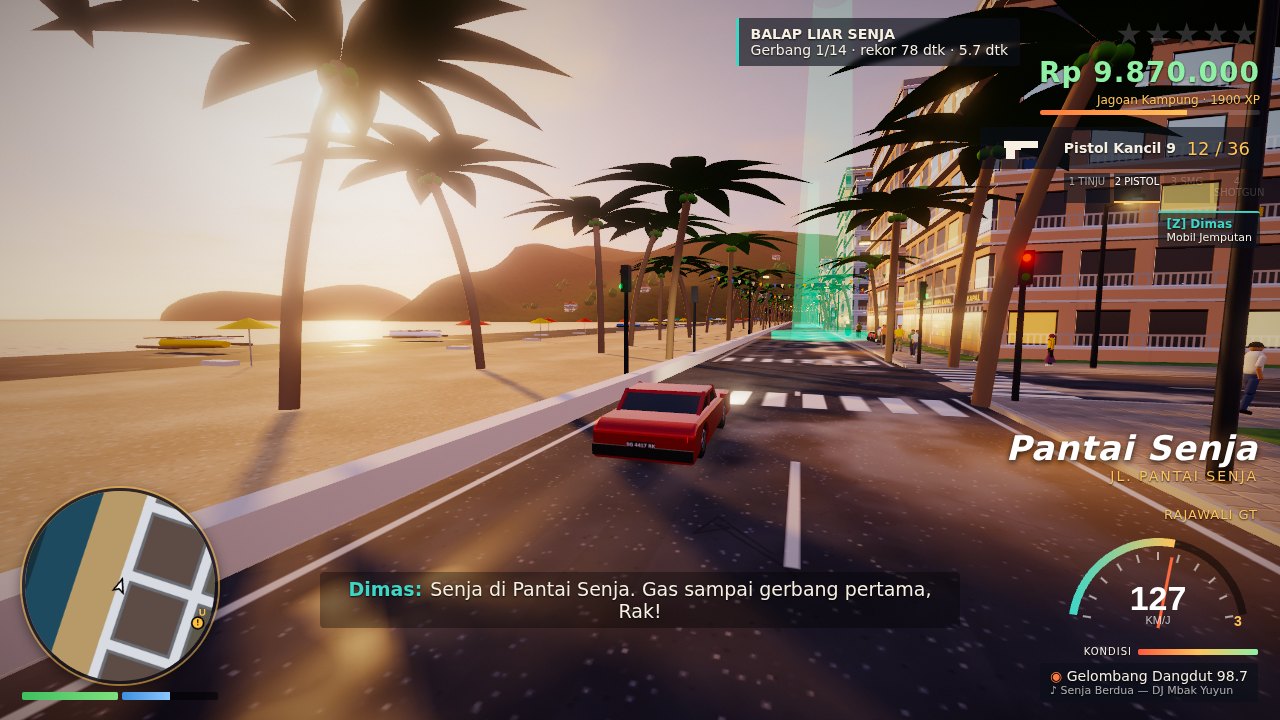 BALAP LIAR SENJA
Gerbang 1/14 · rekor 78 dtk · 5.7 dtk
Rp 9.870.000
Jagoan Kampung · 1900 XP
Pistol Kancil 9 12 / 36
1 TINJU 2 PISTOL 3 SMG 4 SHOTGUN
[Z] Dimas
Mobil Jemputan
Pantai Senja
JL. PANTAI SENJA
RAJAWALI GT
127
KM/J
3
KONDISI
Dimas: Senja di Pantai Senja. Gas sampai gerbang pertama,
Rak!
U
Gelombang Dangdut 98.7
♪ Senja Berdua — DJ Mbak Yuyun